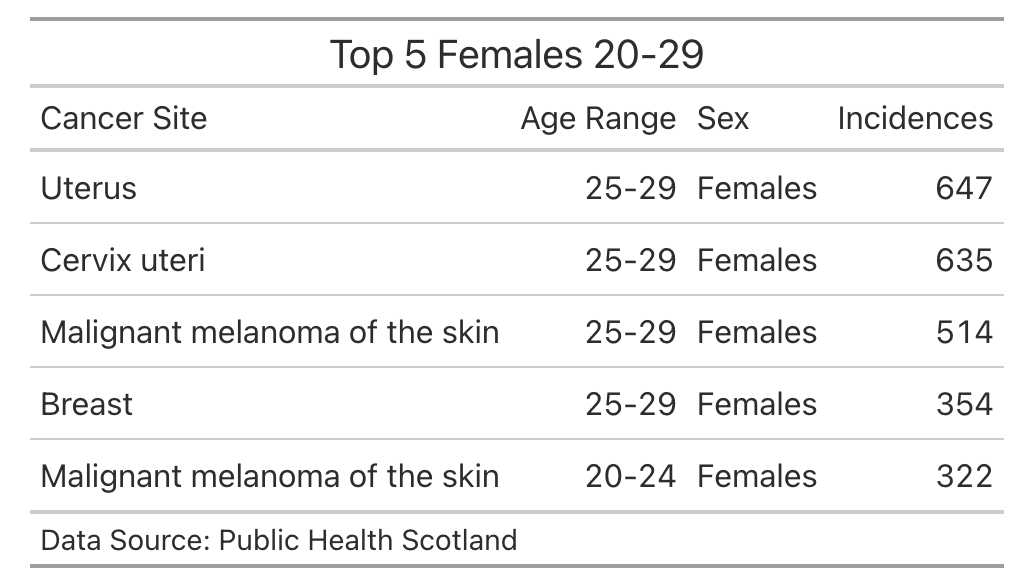 Top 5 Females 20-29
Cancer Site Age Range Sex Incidences
Uterus 25-29 Females 647
Cervix uteri 25-29 Females 635
Malignant melanoma of the skin 25-29 Females 514
Breast 25-29 Females 354
Malignant melanoma of the skin 20-24 Females 322
Data Source: Public Health Scotland